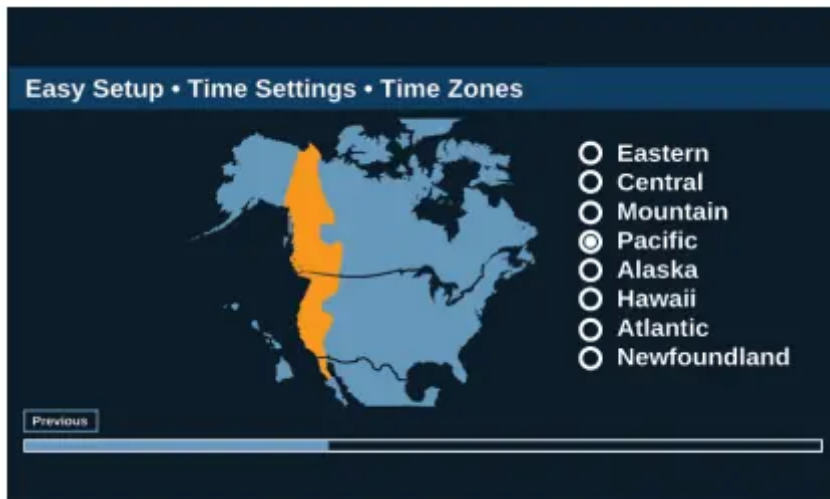 Easy Setup • Time Settings • Time Zones
Eastern
Central
Mountain
Pacific
Alaska
Hawaii
Atlantic
Newfoundland
Previous